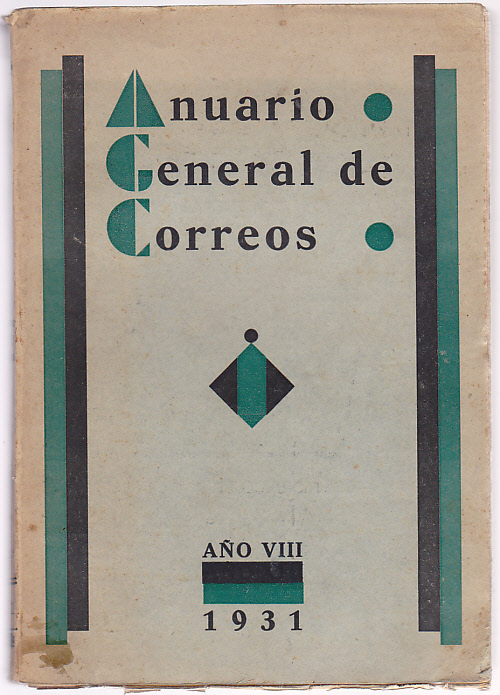 Anuario
General de
Correos
AÑO VIII
1931